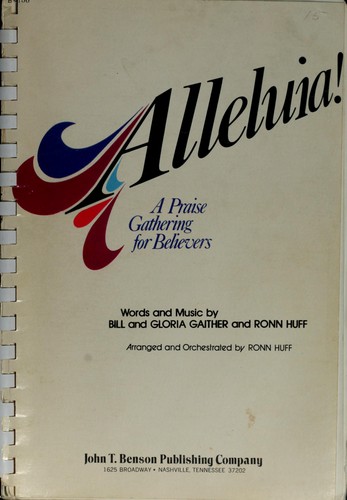 Alleluia!
A Praise
Gathering
for Believers
Words and Music by
BILL and GLORIA GAITHER and RONN HUFF
Arranged and Orchestrated by RONN HUFF
John T. Benson Publishing Company
1625 BROADWAY • NASHVILLE, TENNESSEE 37202